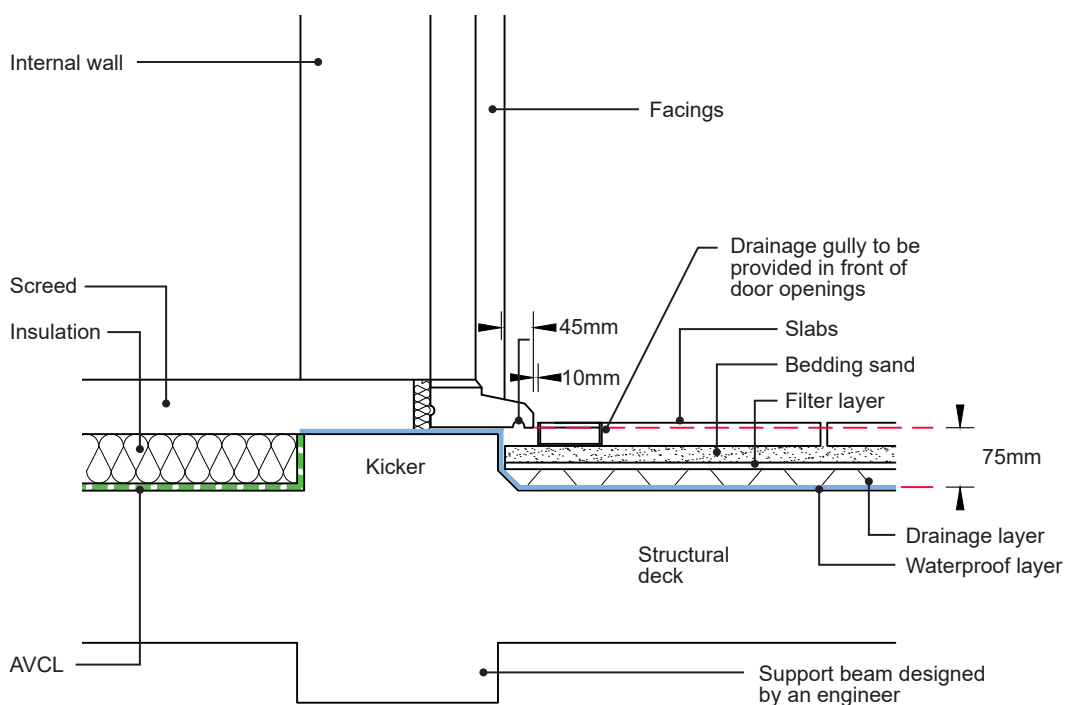 Internal wall
Facings
Drainage gully to be
provided in front of
door openings
Screed
Insulation
45mm
Slabs
Bedding sand
10mm
Filter layer
Kicker
75mm
Drainage layer
Structural
deck
Waterproof layer
AVCL
Support beam designed
by an engineer